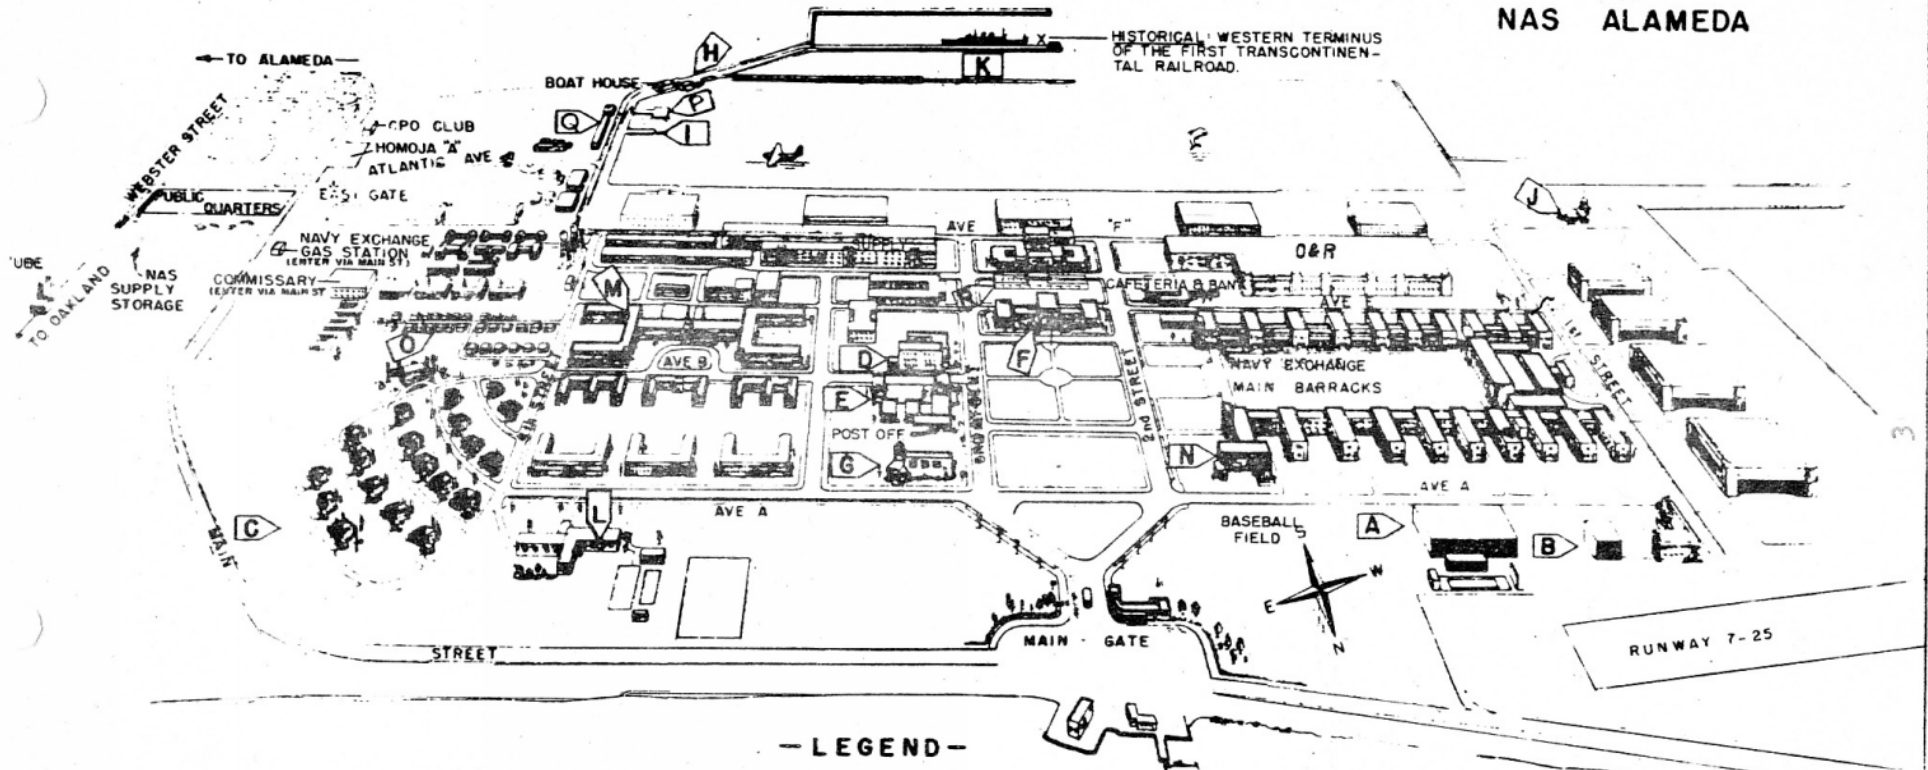 NAS ALAMEDA
HISTORICAL: WESTERN TERMINUS
OF THE FIRST TRANSCONTINEN-
TAL RAILROAD.
X
K
H
TO ALAMEDA
BOAT HOUSE
P
Q
I
WEBSTER STREET
CPO CLUB
HOMOJA "A"
ATLANTIC AVE
PUBLIC QUARTERS
EAST GATE
J
NAVY EXCHANGE
GAS STATION
(ENTER VIA MAIN ST)
AVE "F"
SUPPLY
O&R
UBE
TO OAKLAND
NAS
SUPPLY
STORAGE
COMMISSARY
(ENTER VIA MAIN ST
M
CAFETERIA & BANK
AVE
O
AVE B
D
F
STREET
NAVY EXCHANGE
MAIN BARRACKS
E
2nd STREET
POST OFF
G
N
3
AVE A
AVE A
C
L
MAIN
BASEBALL
FIELD
A
B
S
W
E
N
MAIN GATE
STREET
RUNWAY 7-25
-LEGEND-